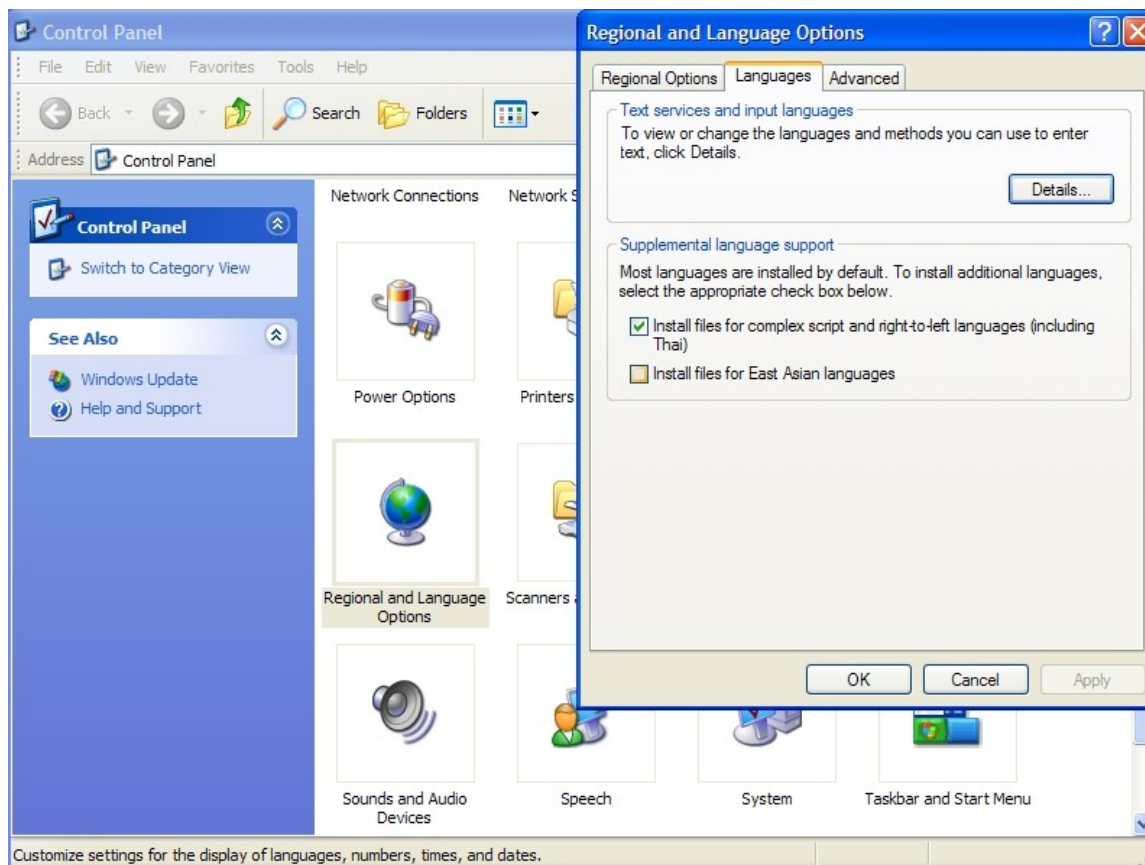 Control Panel
File Edit View Favorites Tools Help
Back Search Folders
Address Control Panel
Control Panel
Switch to Category View
See Also
Windows Update
Help and Support
Network Connections
Network S
Power Options
Printers
Regional and Language
Options
Scanners
Sounds and Audio
Devices
Speech
System
Taskbar and Start Menu
Customize settings for the display of languages, numbers, times, and dates.
Regional and Language Options
Regional Options Languages Advanced
Text services and input languages
To view or change the languages and methods you can use to enter
text, click Details.
Details...
Supplemental language support
Most languages are installed by default. To install additional languages,
select the appropriate check box below.
Install files for complex script and right-to-left languages (including
Thai)
Install files for East Asian languages
OK Cancel Apply